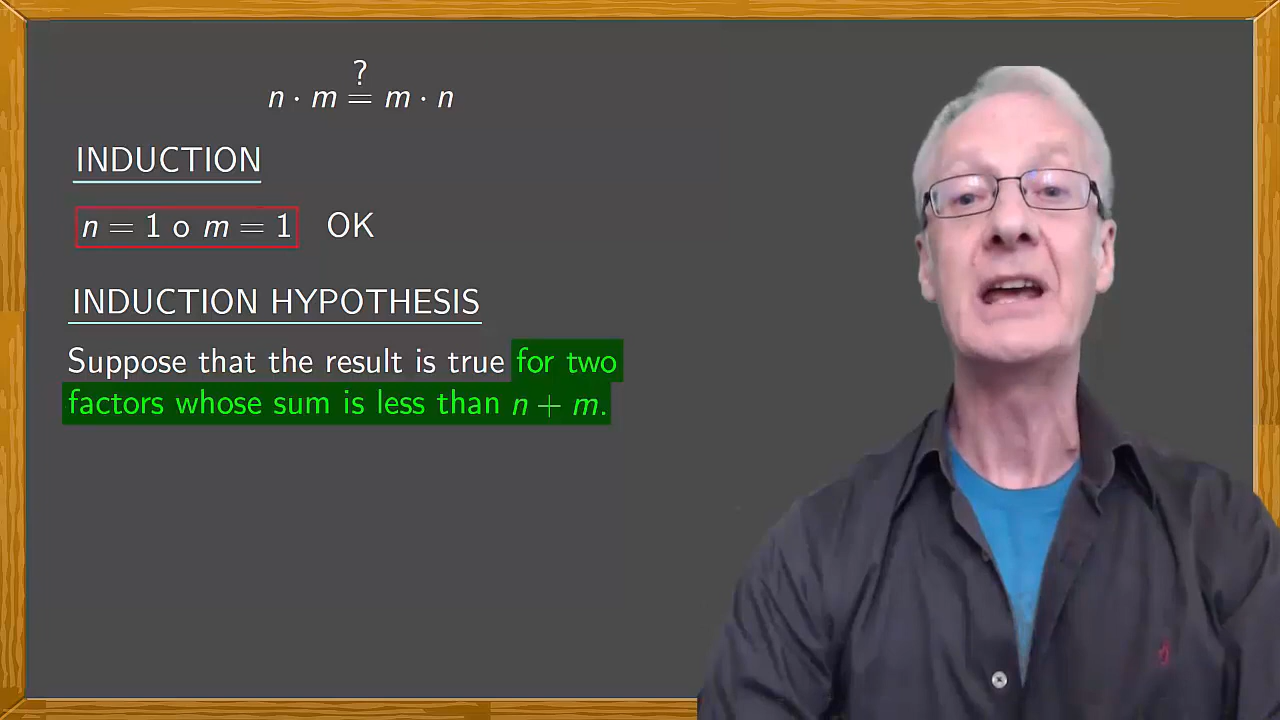 n · m ≟ m · n
INDUCTION
n = 1 o m = 1 OK
INDUCTION HYPOTHESIS
Suppose that the result is true for two
factors whose sum is less than n + m.